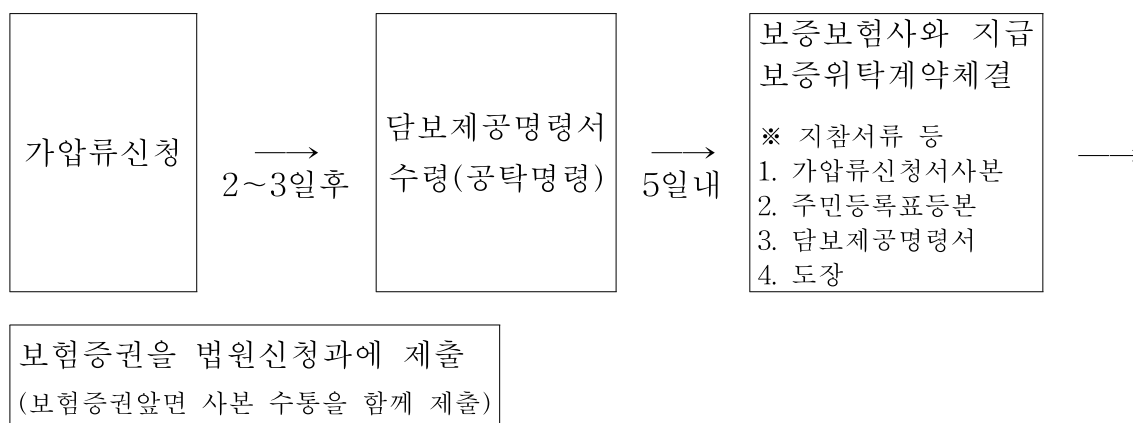 가압류신청
──→
2~3일후
담보제공명령서
수령(공탁명령)
──→
5일내
보증보험사와 지급
보증위탁계약체결
※ 지참서류 등
1. 가압류신청서사본
2. 주민등록표등본
3. 담보제공명령서
4. 도장
──→
보험증권을 법원신청과에 제출
(보험증권앞면 사본 수통을 함께 제출)